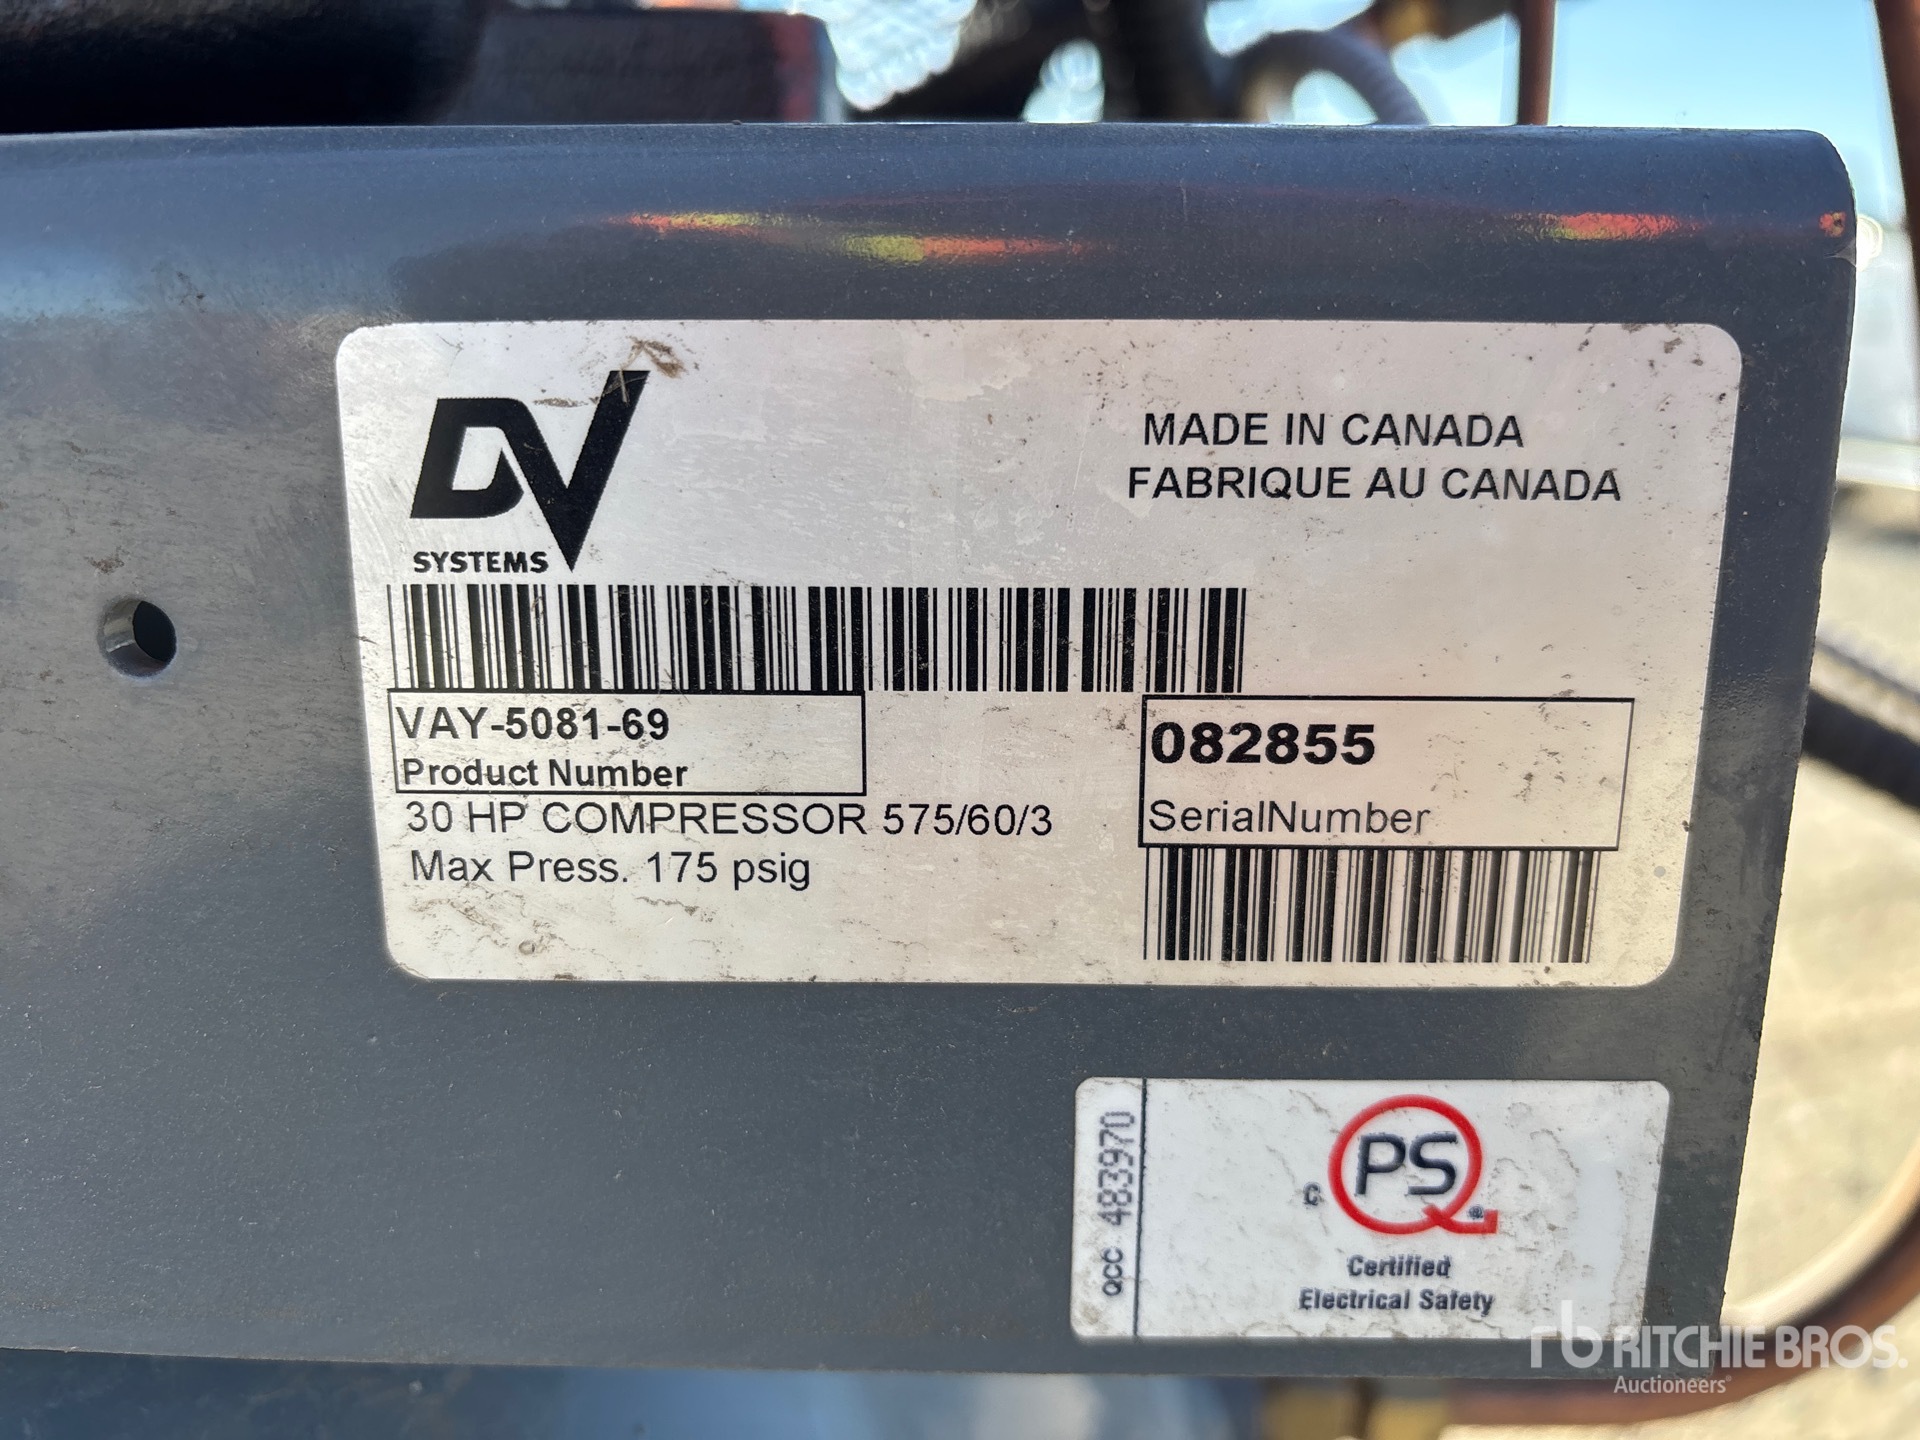 DV
SYSTEMS
MADE IN CANADA
FABRIQUE AU CANADA
VAY-5081-69
Product Number
30 HP COMPRESSOR 575/60/3
Max Press. 175 psig
082855
SerialNumber
QCC 483970
C PS ®
Certified
Electrical Safety
rb RITCHIE BROS.
Auctioneers